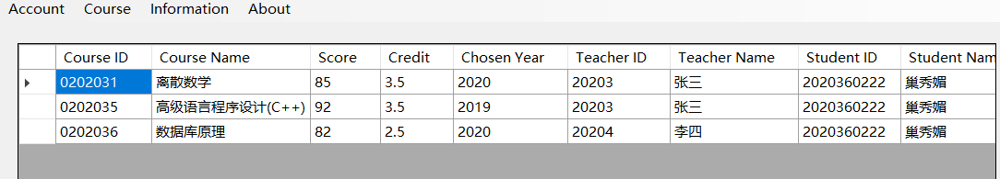 Account Course Information About
Course ID Course Name Score Credit Chosen Year Teacher ID Teacher Name Student ID Student Nam
0202031 离散数学 85 3.5 2020 20203 张三 2020360222 巢秀媚
0202035 高级语言程序设计(C++) 92 3.5 2019 20203 张三 2020360222 巢秀媚
0202036 数据库原理 82 2.5 2020 20204 李四 2020360222 巢秀媚